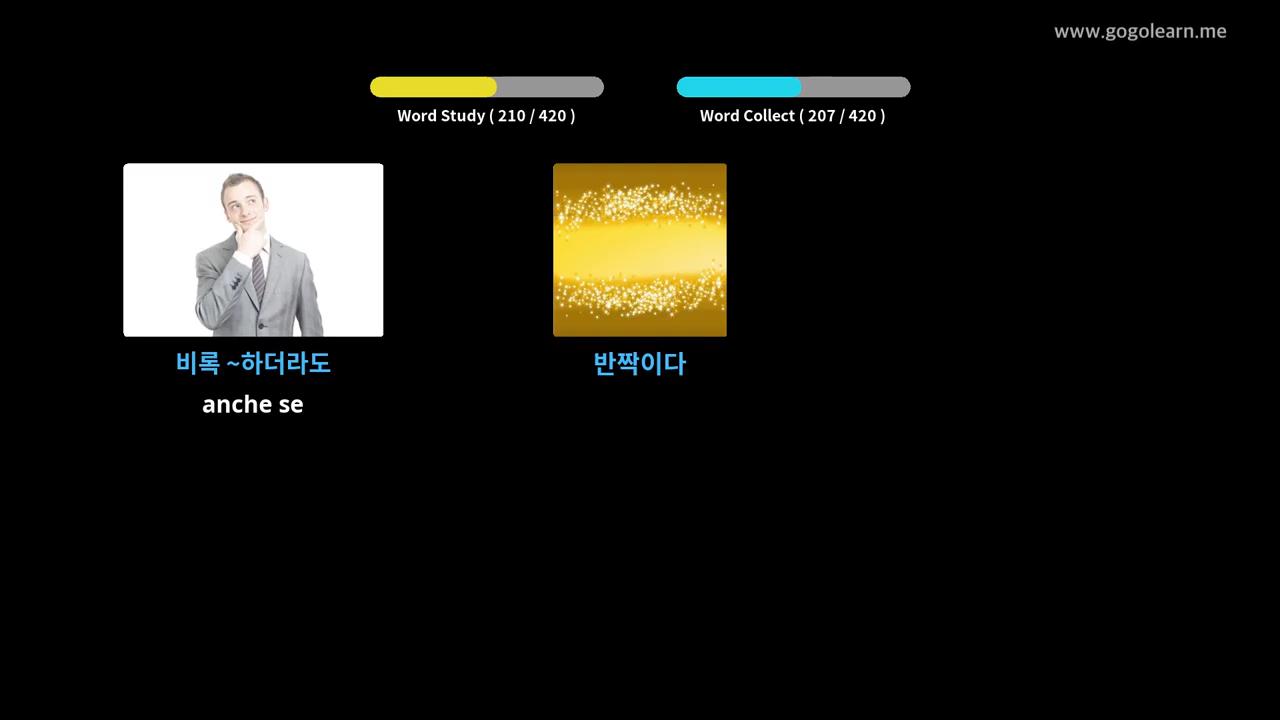 www.gogolearn.me
Word Study ( 210 / 420 )
Word Collect ( 207 / 420 )
비록 ~하더라도
anche se
반짝이다